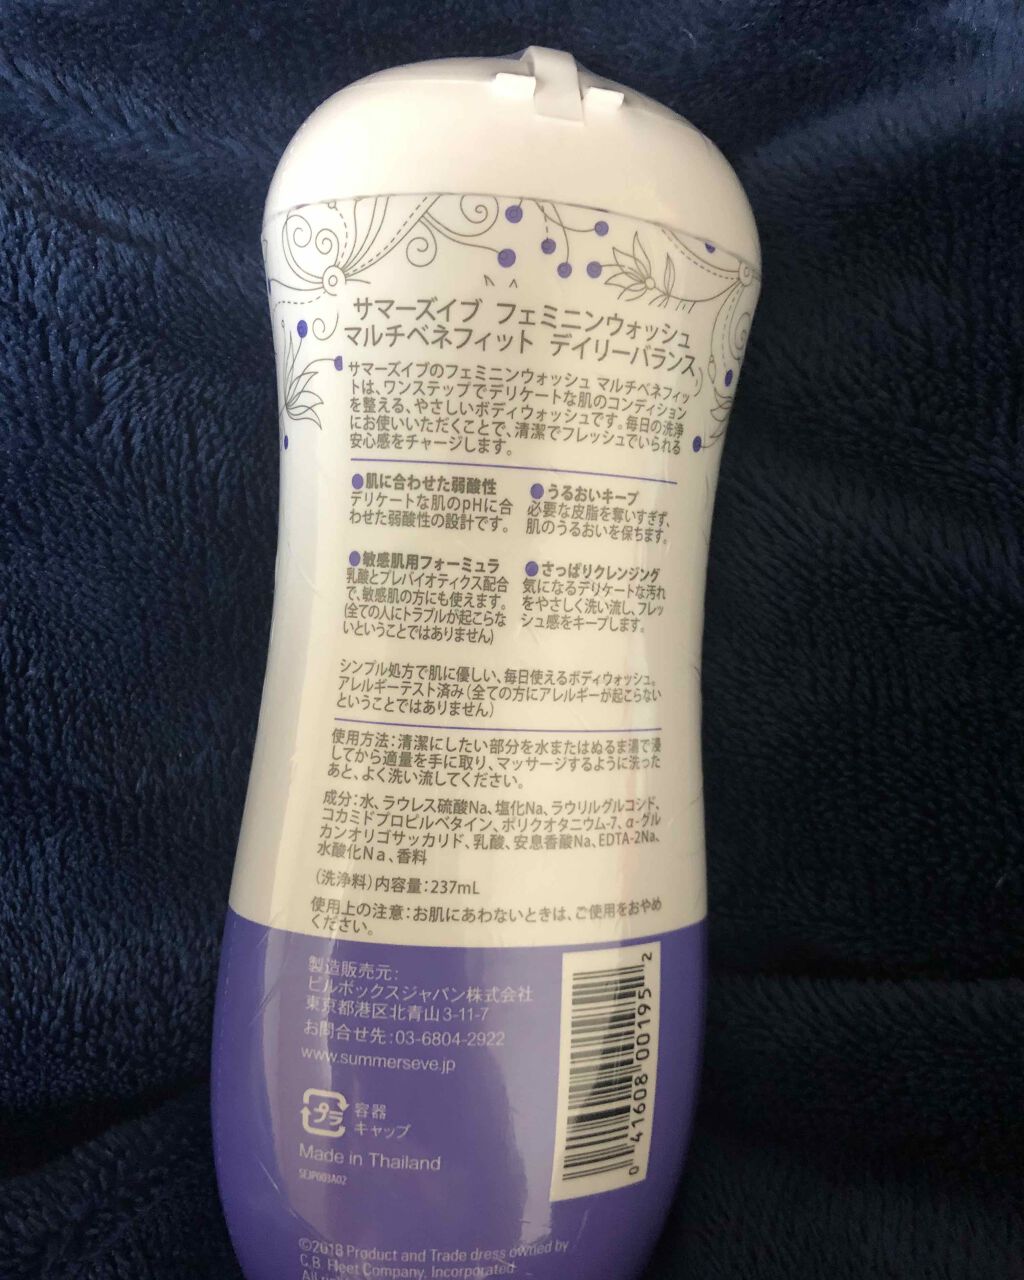 サマーズイブ フェミニンウォッシュ
マルチベネフィット デイリーバランス
サマーズイブのフェミニンウォッシュ マルチベネフィッ
トは、ワンステップでデリケートな肌のコンディション
を整える、やさしいボディウォッシュです。毎日の洗浄
にお使いいただくことで、清潔でフレッシュでいられる
安心感をチャージします。
●肌に合わせた弱酸性
デリケートな肌のpHに合
わせた弱酸性の設計です。
●うるおいキープ
必要な皮脂を奪いすぎず、
肌のうるおいを保ちます。
●敏感肌用フォーミュラ
乳酸とプレバイオティクス配合
で、敏感肌の方にも使えます。
(全ての人にトラブルが起こらな
いということではありません)
●さっぱりクレンジング
気になるデリケートな汚れ
をやさしく洗い流し、フレッ
シュ感をキープします。
シンプル処方で肌に優しい、毎日使えるボディウォッシュ。
アレルギーテスト済み(全ての方にアレルギーが起こらない
ということではありません)
使用方法:清潔にしたい部分を水またはぬるま湯で浸
してから適量を手に取り、マッサージするように洗った
あと、よく洗い流してください。
成分:水、ラウレス硫酸Na、塩化Na、ラウリルグルコシド、
コカミドプロピルベタイン、ポリクオタニウム-7、α-グル
カンオリゴサッカリド、乳酸、安息香酸Na、EDTA-2Na、
水酸化Na、香料
(洗浄料)内容量:237mL
使用上の注意:お肌にあわないときは、ご使用をおやめ
ください。
製造販売元:
ピルボックスジャパン株式会社
東京都港区北青山3-11-7
お問合せ先:03-6804-2922
www.summerseve.jp
プラ
容器
キャップ
Made in Thailand
SEJP003A02
0 41608 00195 2
©2018 Product and Trade dress owned by
C.B. Fleet Company, Incorporated
All